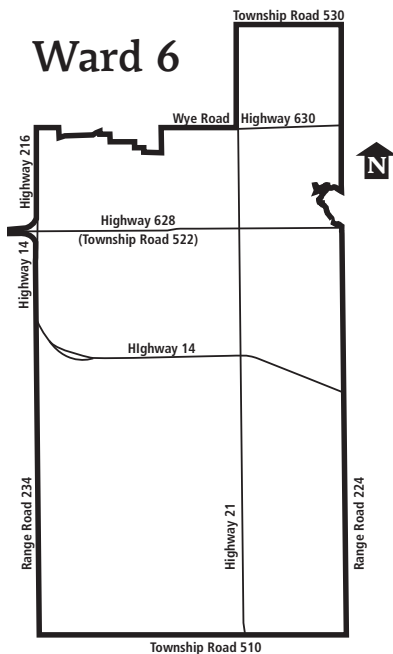 Township Road 530
Ward 6
Wye Road
Highway 630
Highway 216
N
Highway 628
(Township Road 522)
Highway 14
HIghway 14
Range Road 234
Highway 21
Range Road 224
Township Road 510